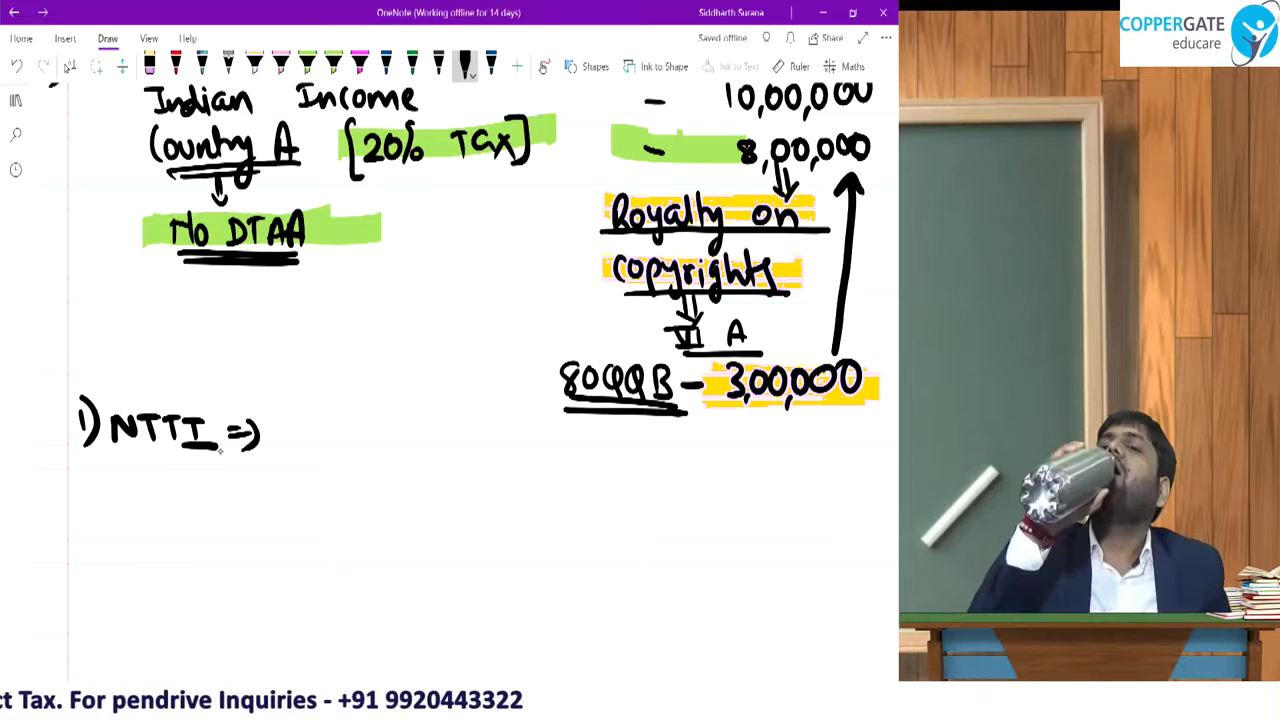 OneNote (Working offline for 14 days)
Siddharth Surana
COPPERGATE
educare
Home Insert Draw View Help
Saved offline
Share
Shapes
Ink to Shape
Ink to Text
Ruler
Maths
Indian Income - 10,00,000
Country A [20% Tax] - 8,00,000
No DTAA
Royalty on
Copyrights
VI A
80QQB - 3,00,000
1) NTTI ⇒
ct Tax. For pendrive Inquiries - +91 9920443322